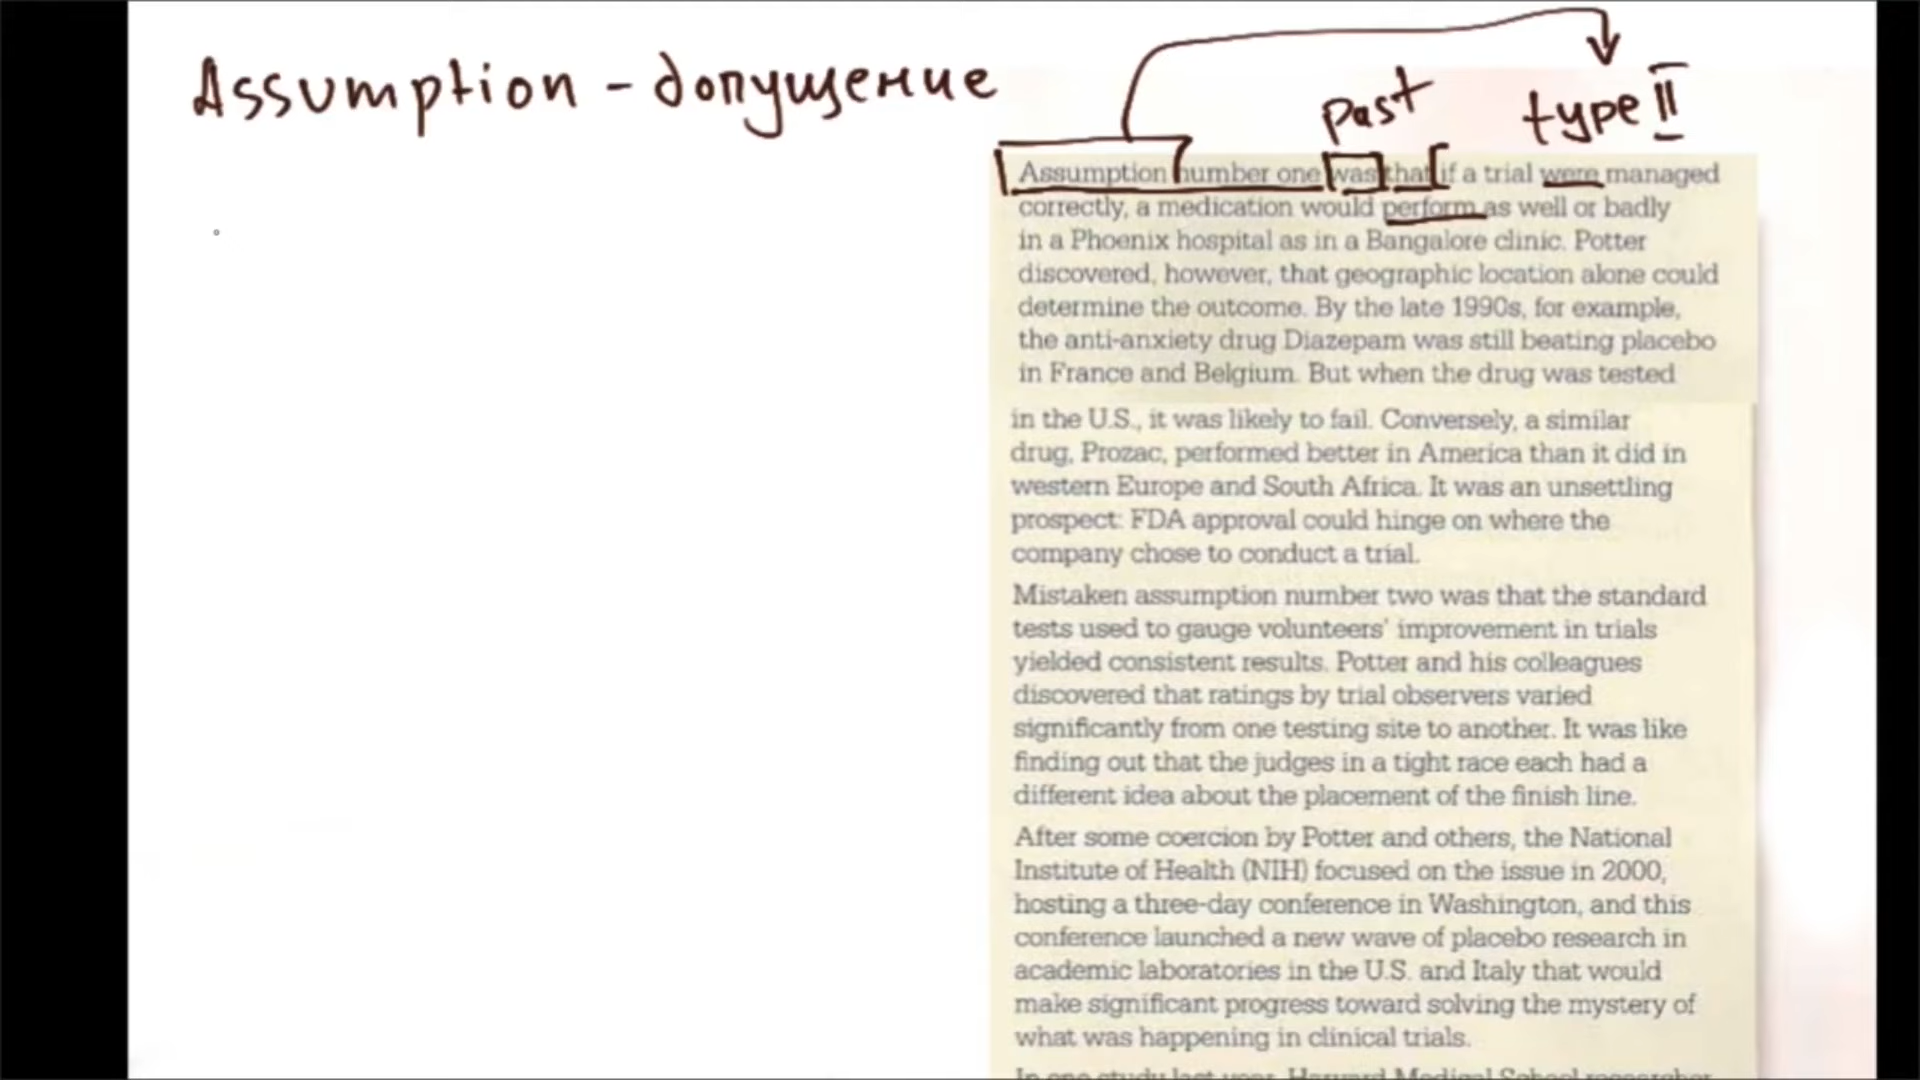 Assumption - допущение
past type II
Assumption number one was that if a trial were managed
correctly, a medication would perform as well or badly
in a Phoenix hospital as in a Bangalore clinic. Potter
discovered, however, that geographic location alone could
determine the outcome. By the late 1990s, for example,
the anti-anxiety drug Diazepam was still beating placebo
in France and Belgium. But when the drug was tested
in the U.S., it was likely to fail. Conversely, a similar
drug, Prozac, performed better in America than it did in
western Europe and South Africa. It was an unsettling
prospect: FDA approval could hinge on where the
company chose to conduct a trial.
Mistaken assumption number two was that the standard
tests used to gauge volunteers' improvement in trials
yielded consistent results. Potter and his colleagues
discovered that ratings by trial observers varied
significantly from one testing site to another. It was like
finding out that the judges in a tight race each had a
different idea about the placement of the finish line.
After some coercion by Potter and others, the National
Institute of Health (NIH) focused on the issue in 2000,
hosting a three-day conference in Washington, and this
conference launched a new wave of placebo research in
academic laboratories in the U.S. and Italy that would
make significant progress toward solving the mystery of
what was happening in clinical trials.
In one study last year, Harvard Medical School researcher